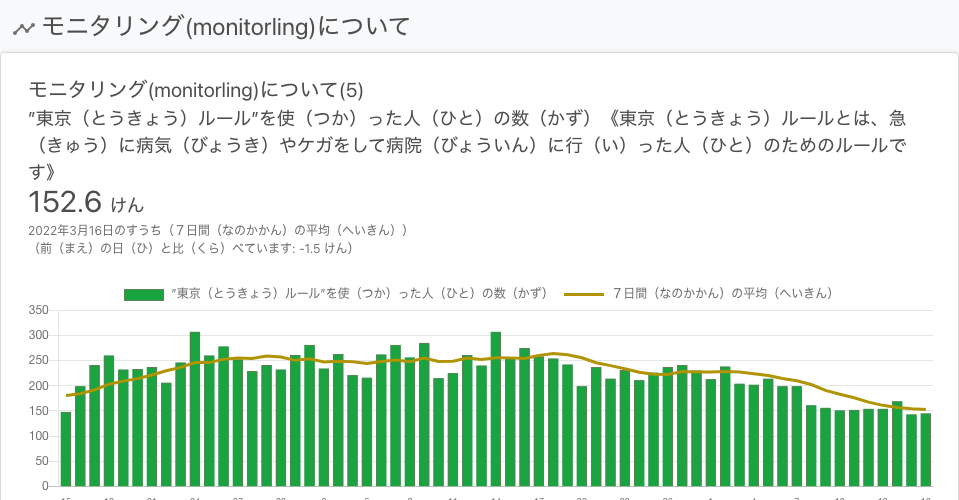 モニタリング(monitorling)について
モニタリング(monitorling)について(5)
”東京（とうきょう）ルール”を使（つか）った人（ひと）の数（かず）《東京（とうきょう）ルールとは、急
（きゅう）に病気（びょうき）やケガをして病院（びょういん）に行（い）った人（ひと）のためのルールで
す》
152.6 けん
2022年3月16日のすうち（７日間（なのかかん）の平均（へいきん））
（前（まえ）の日（ひ）と比（くら）べています: -1.5 けん）
”東京（とうきょう）ルール”を使（つか）った人（ひと）の数（かず） ７日間（なのかかん）の平均（へいきん）
350
300
250
200
150
100
50
0